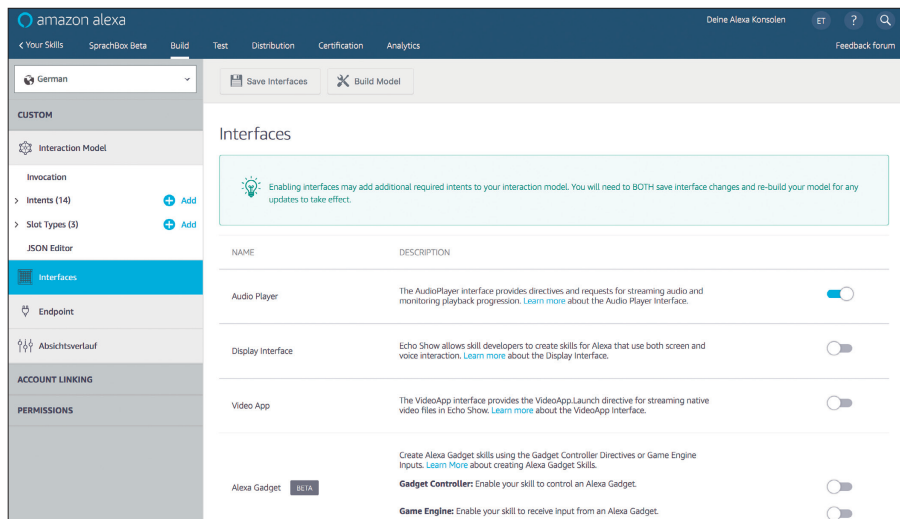 amazon alexa
Deine Alexa Konsolen
ET
?
< Your Skills
SprachBox Beta
Build
Test
Distribution
Certification
Analytics
Feedback forum
German
Save Interfaces
Build Model
CUSTOM
Interaction Model
Invocation
> Intents (14)
+ Add
> Slot Types (3)
+ Add
JSON Editor
Interfaces
Endpoint
Absichtsverlauf
ACCOUNT LINKING
PERMISSIONS
Interfaces
Enabling interfaces may add additional required intents to your interaction model. You will need to BOTH save interface changes and re-build your model for any
updates to take effect.
NAME
DESCRIPTION
Audio Player
The AudioPlayer interface provides directives and requests for streaming audio and
monitoring playback progression. Learn more about the Audio Player Interface.
Display Interface
Echo Show allows skill developers to create skills for Alexa that use both screen and
voice interaction. Learn more about the Display Interface.
Video App
The VideoApp interface provides the VideoApp.Launch directive for streaming native
video files in Echo Show. Learn more about the VideoApp Interface.
Alexa Gadget
BETA
Create Alexa Gadget skills using the Gadget Controller Directives or Game Engine
Inputs. Learn More about creating Alexa Gadget Skills.
Gadget Controller: Enable your skill to control an Alexa Gadget.
Game Engine: Enable your skill to receive input from an Alexa Gadget.